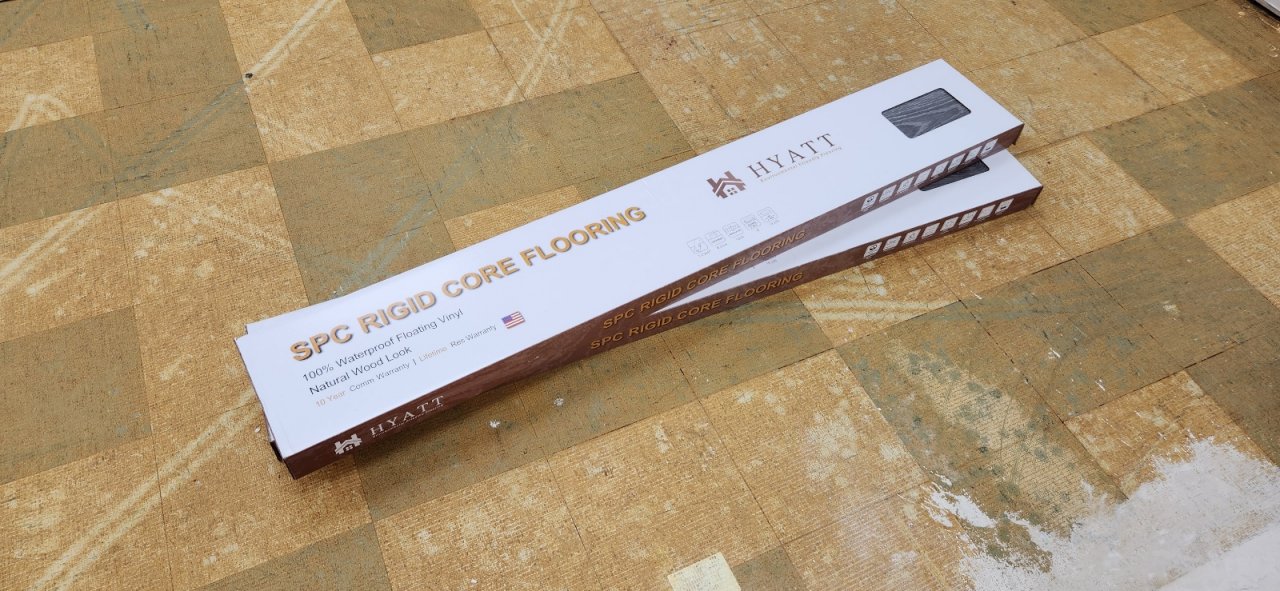 HYATT
SPC RIGID CORE FLOORING
100% Waterproof Floating Vinyl
Natural Wood Look
10 Year Comm Warranty | Lifetime Res Warranty
HYATT
SPC RIGID CORE FLOORING
SPC RIGID CORE FLOORING